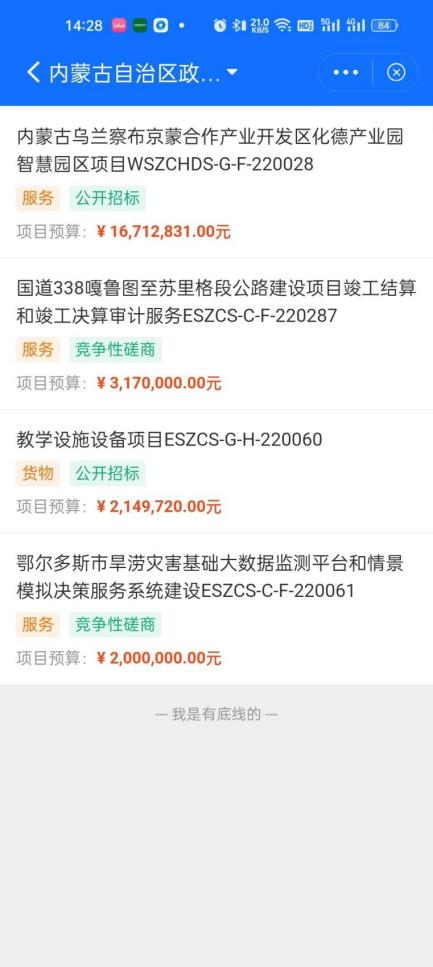 14:28
21.0
KB/S
HD
5G
4G
84
内蒙古自治区政...
内蒙古乌兰察布京蒙合作产业开发区化德产业园
智慧园区项目WSZCHDS-G-F-220028
服务 公开招标
项目预算：¥ 16,712,831.00元
国道338嘎鲁图至苏里格段公路建设项目竣工结算
和竣工决算审计服务ESZCS-C-F-220287
服务 竞争性磋商
项目预算：¥ 3,170,000.00元
教学设施设备项目ESZCS-G-H-220060
货物 公开招标
项目预算：¥ 2,149,720.00元
鄂尔多斯市旱涝灾害基础大数据监测平台和情景
模拟决策服务系统建设ESZCS-C-F-220061
服务 竞争性磋商
项目预算：¥ 2,000,000.00元
--- 我是有底线的 ---